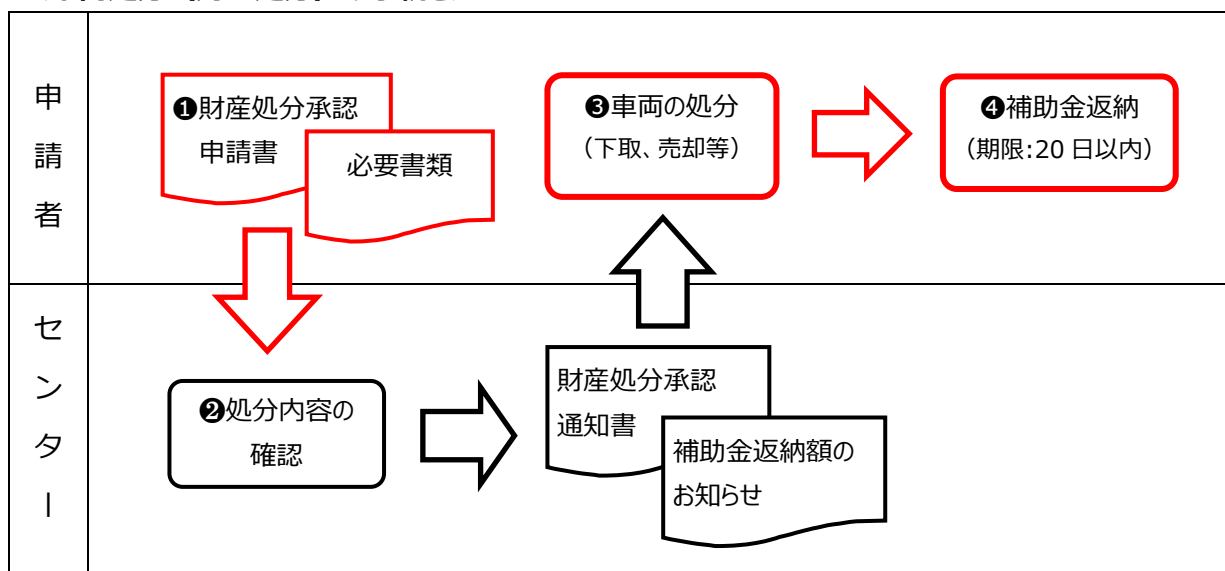 申請者
❶財産処分承認
申請書
必要書類
❸車両の処分
（下取、売却等）
❹補助金返納
（期限:20日以内）
センター
❷処分内容の
確認
財産処分承認
通知書
補助金返納額の
お知らせ